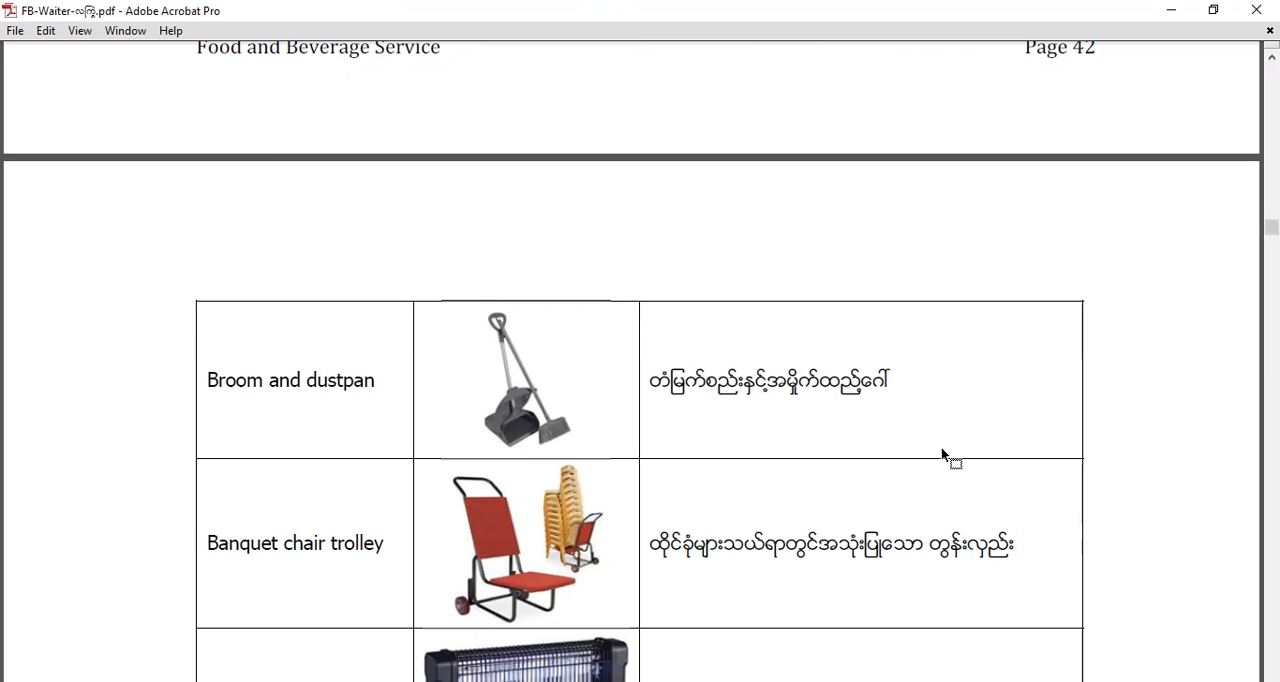 FB-Waiter-လကြွ.pdf - Adobe Acrobat Pro
File Edit View Window Help
Food and Beverage Service Page 42
Broom and dustpan တံမြက်စည်းနှင့်အမှိုက်ထည့်ဂေါ်
Banquet chair trolley ထိုင်ခုံများသယ်ရာတွင်အသုံးပြုသော တွန်းလှည်း